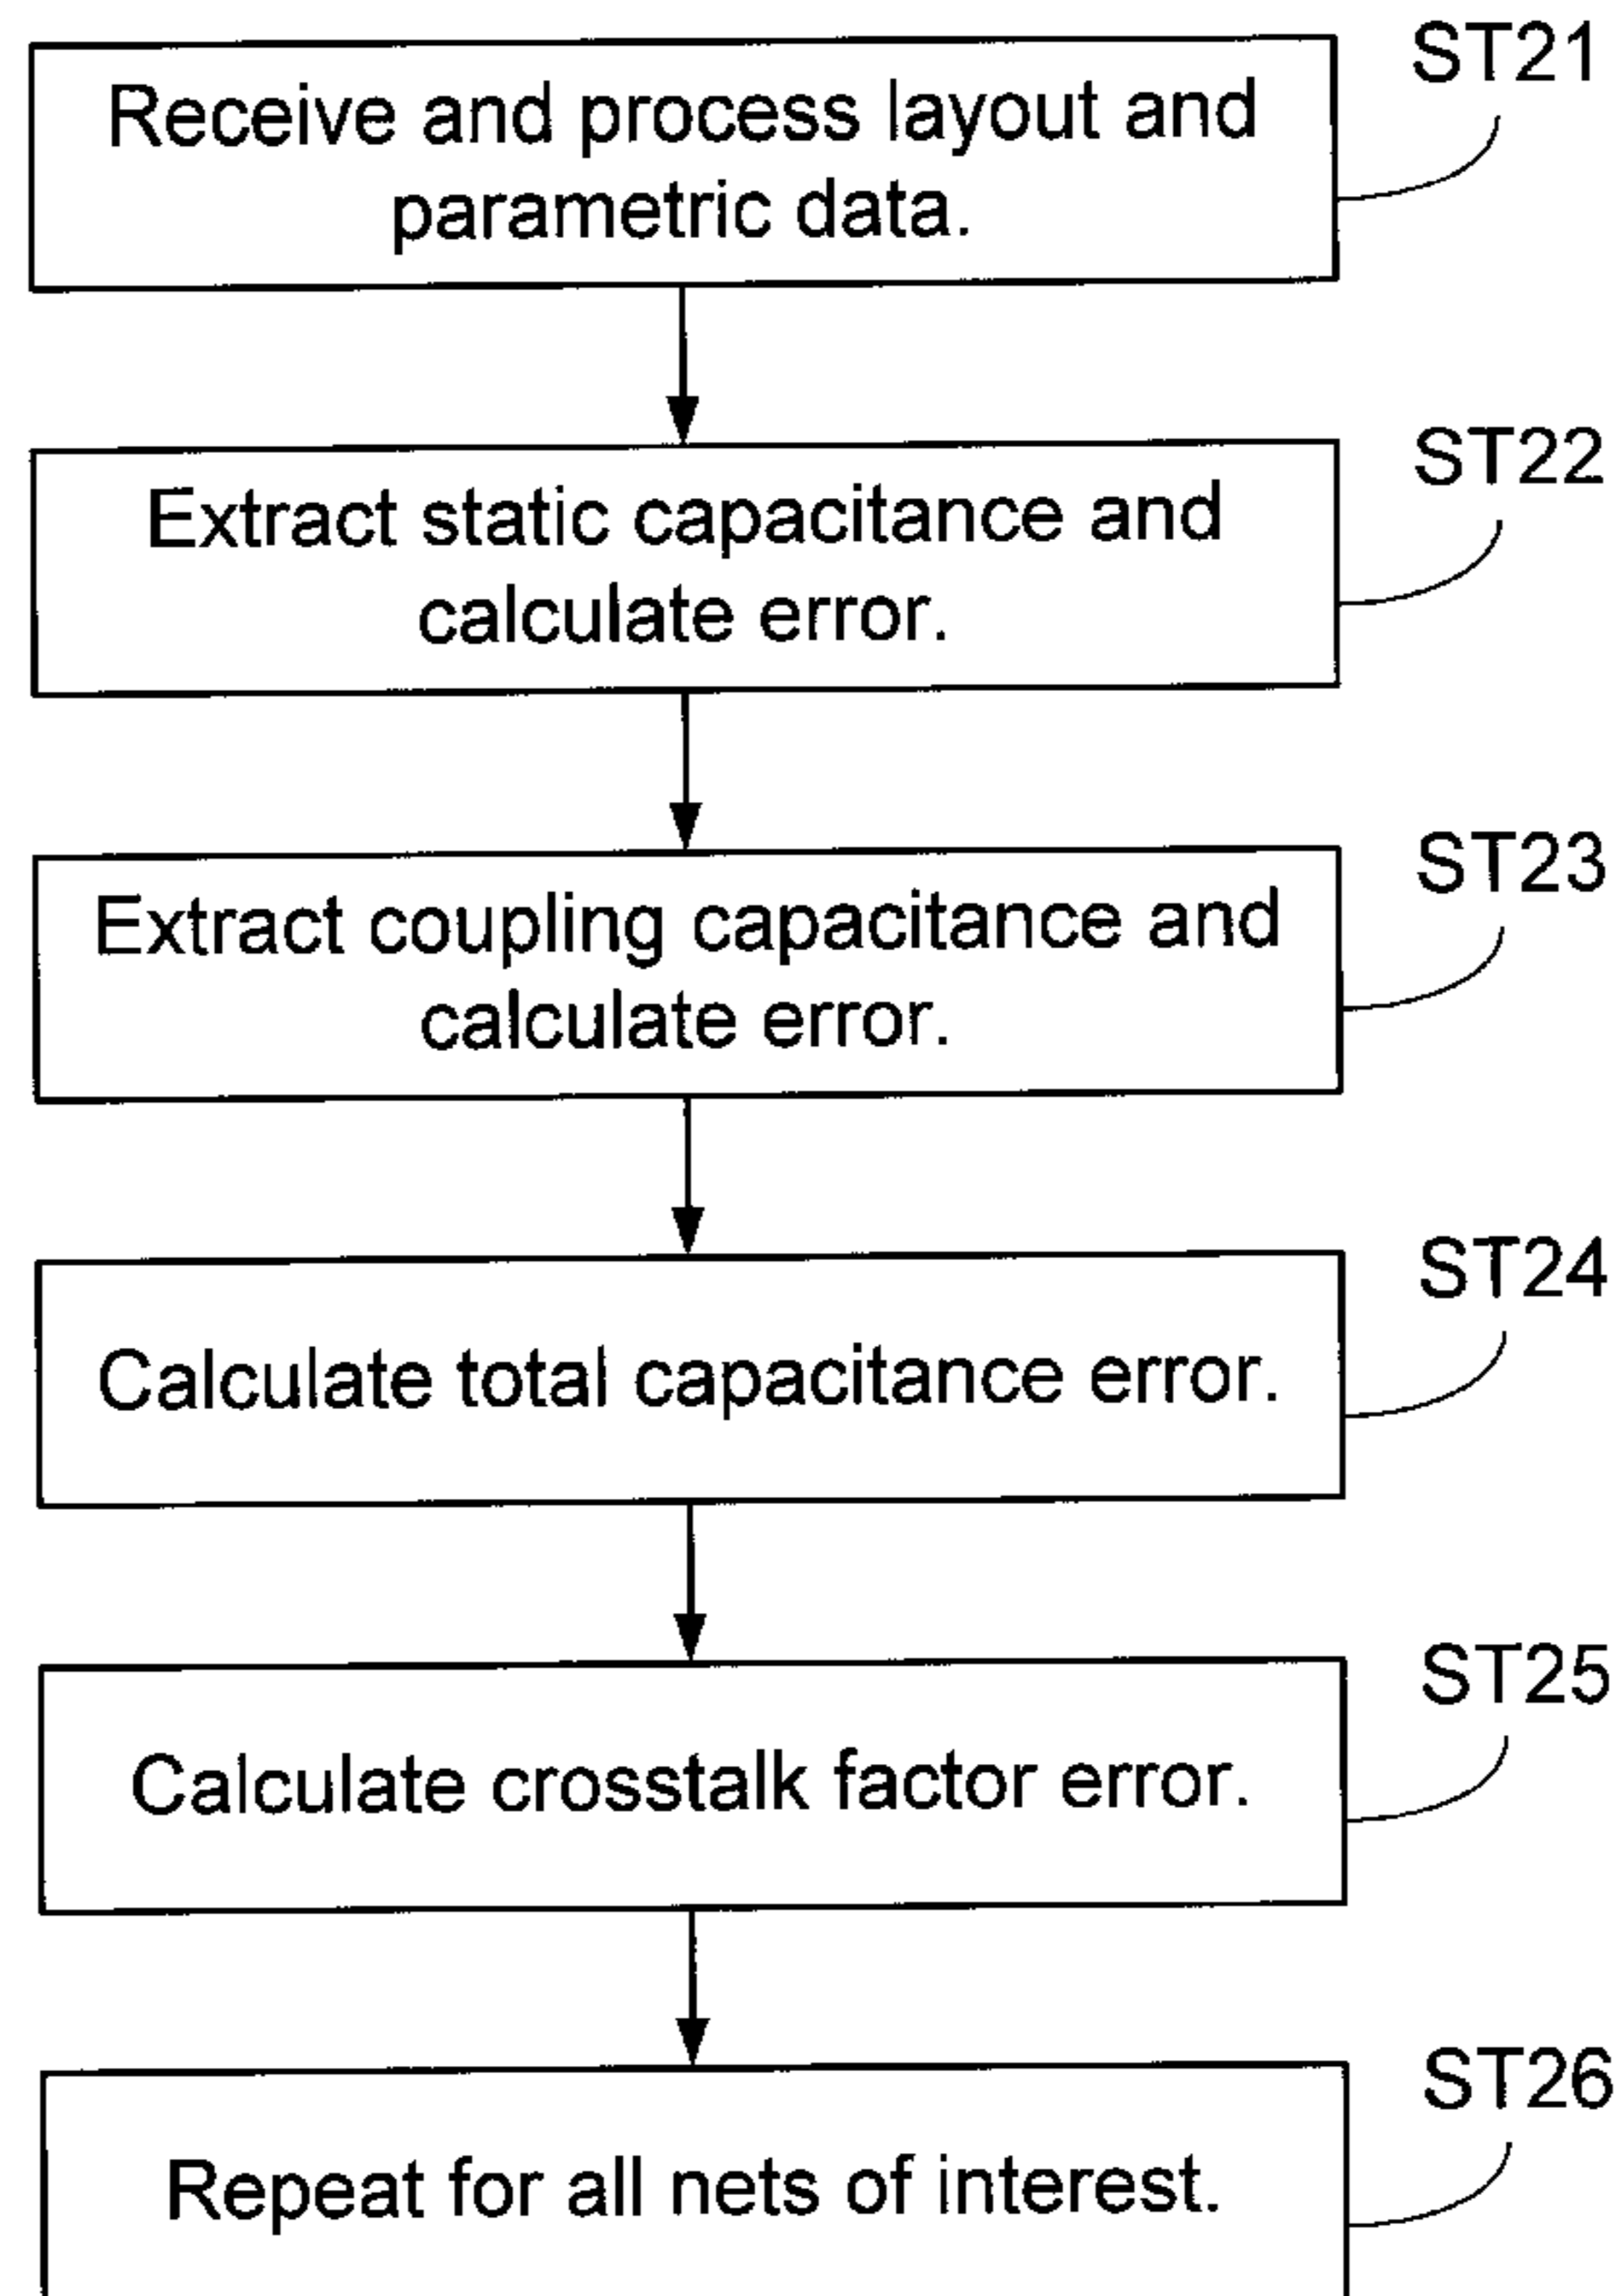 ST21
Receive and process layout and
parametric data.
ST22
Extract static capacitance and
calculate error.
ST23
Extract coupling capacitance and
calculate error.
ST24
Calculate total capacitance error.
ST25
Calculate crosstalk factor error.
ST26
Repeat for all nets of interest.